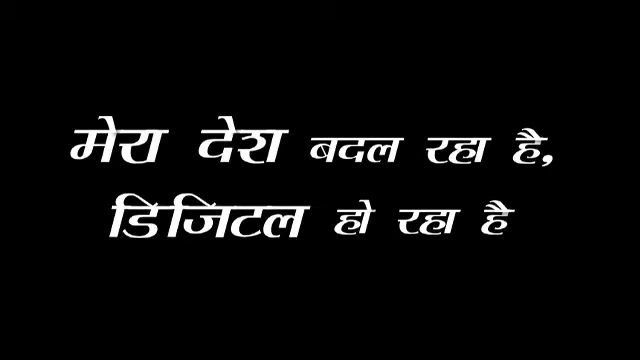 मेरा देश बदल रहा है,
डिजिटल हो रहा है